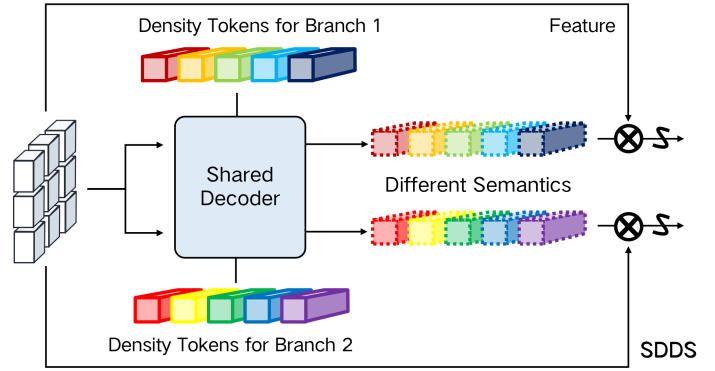 Density Tokens for Branch 1
Feature
Shared
Decoder
Different Semantics
Density Tokens for Branch 2
SDDS